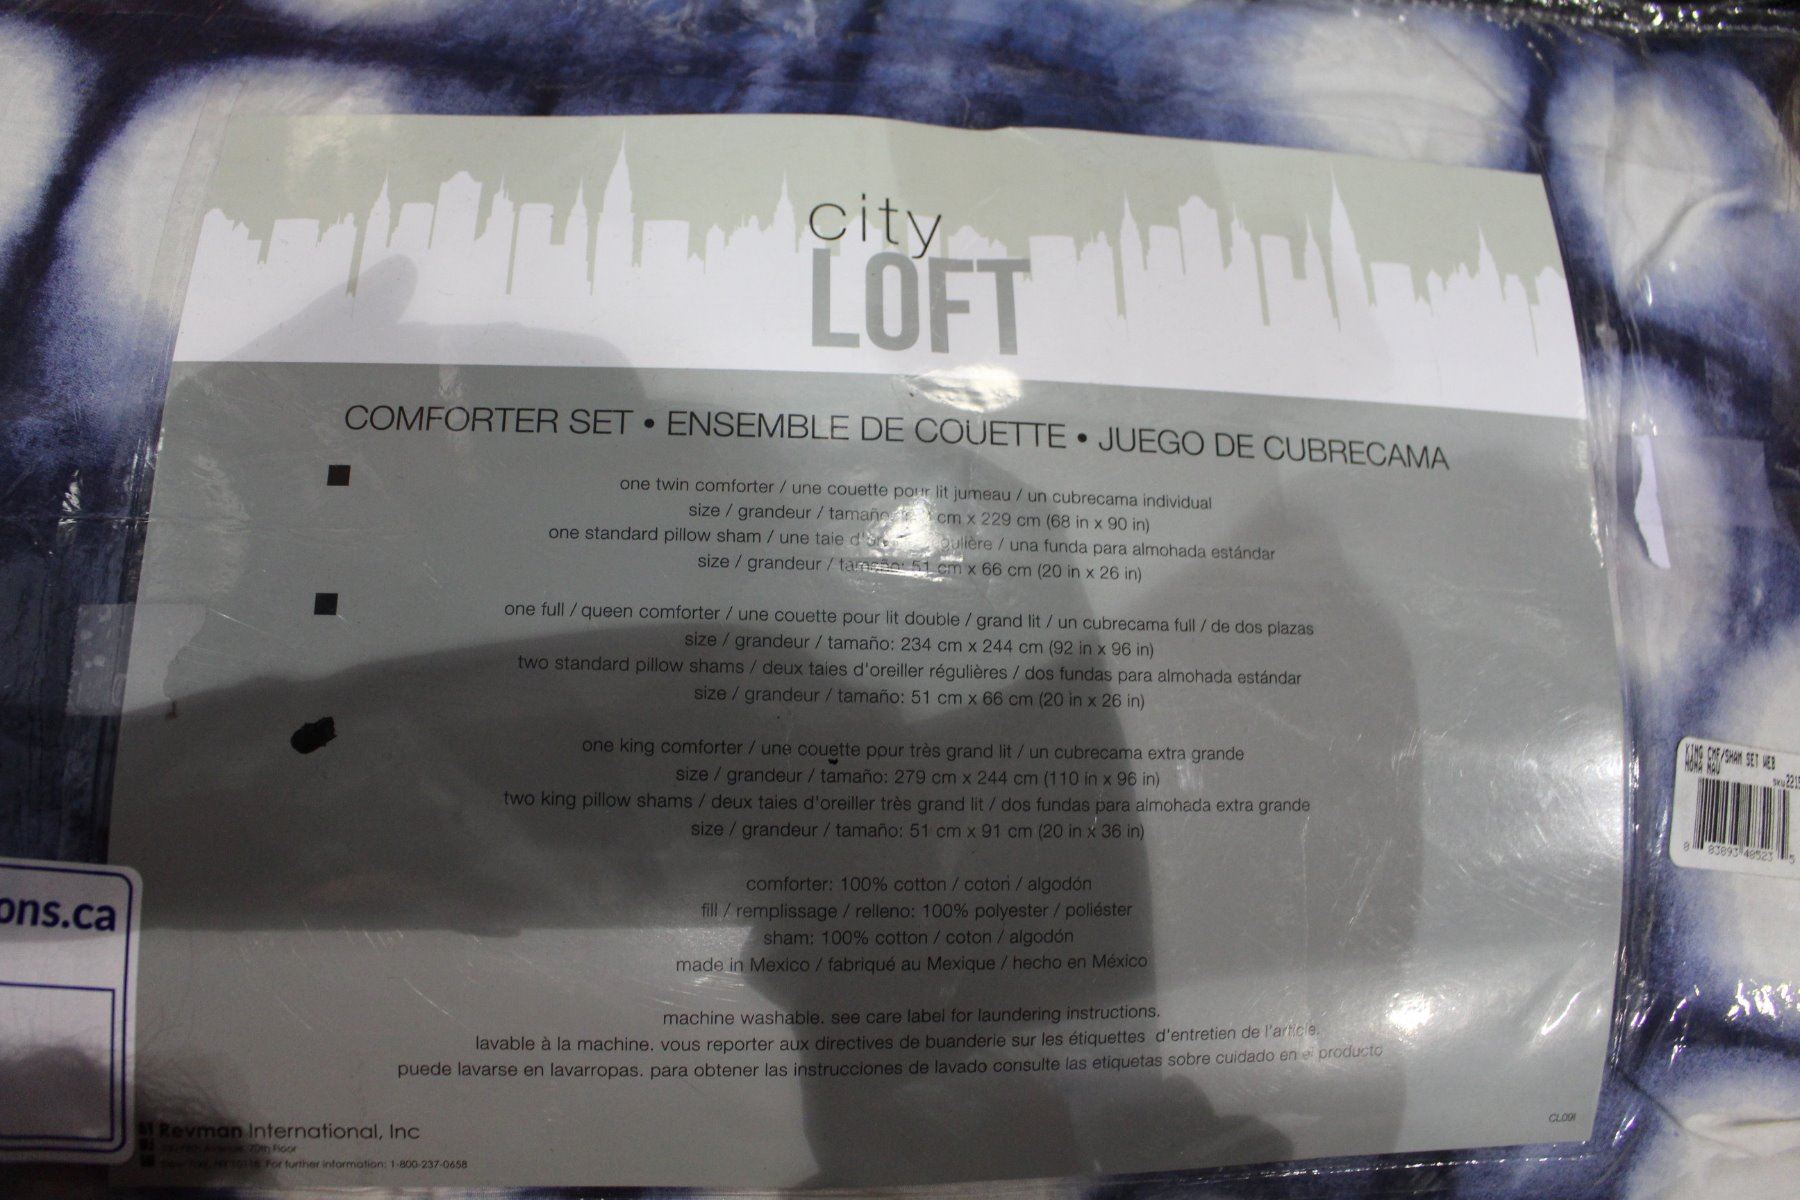 city
LOFT
COMFORTER SET • ENSEMBLE DE COUETTE • JUEGO DE CUBRECAMA
one twin comforter / une couette pour lit jumeau / un cubrecama individual
size / grandeur / tamaño cm x 229 cm (68 in x 90 in)
one standard pillow sham / une taie / una funda para almohada estándar
size / grandeur / tamaño: 51 cm x 66 cm (20 in x 26 in)
one full / queen comforter / une couette pour lit double / grand lit / un cubrecama full / de dos plazas
size / grandeur / tamaño: 234 cm x 244 cm (92 in x 96 in)
two standard pillow shams / deux taies d'oreiller régulières / dos fundas para almohada estándar
size / grandeur / tamaño: 51 cm x 66 cm (20 in x 26 in)
one king comforter / une couette pour très grand lit / un cubrecama extra grande
size / grandeur / tamaño: 279 cm x 244 cm (110 in x 96 in)
two king pillow shams / deux taies d'oreiller très grand lit / dos fundas para almohada extra grande
size / grandeur / tamaño: 51 cm x 91 cm (20 in x 36 in)
comforter: 100% cotton / coton / algodón
fill / remplissage / relleno: 100% polyester / poliéster
sham: 100% cotton / coton / algodón
made in Mexico / fabriqué au Mexique / hecho en México
machine washable. see care label for laundering instructions.
lavable à la machine. vous reporter aux directives de buanderie sur les étiquettes d'entretien de l'article.
puede lavarse en lavarropas. para obtener las instrucciones de lavado consulte las etiquetas sobre cuidado en el producto
CL09I
Revman International, Inc
Floor
For further information: 1-800-237-0658
ons.ca
KING CMF/SHAM SET WEB
SKU 
8 83893 48523 5